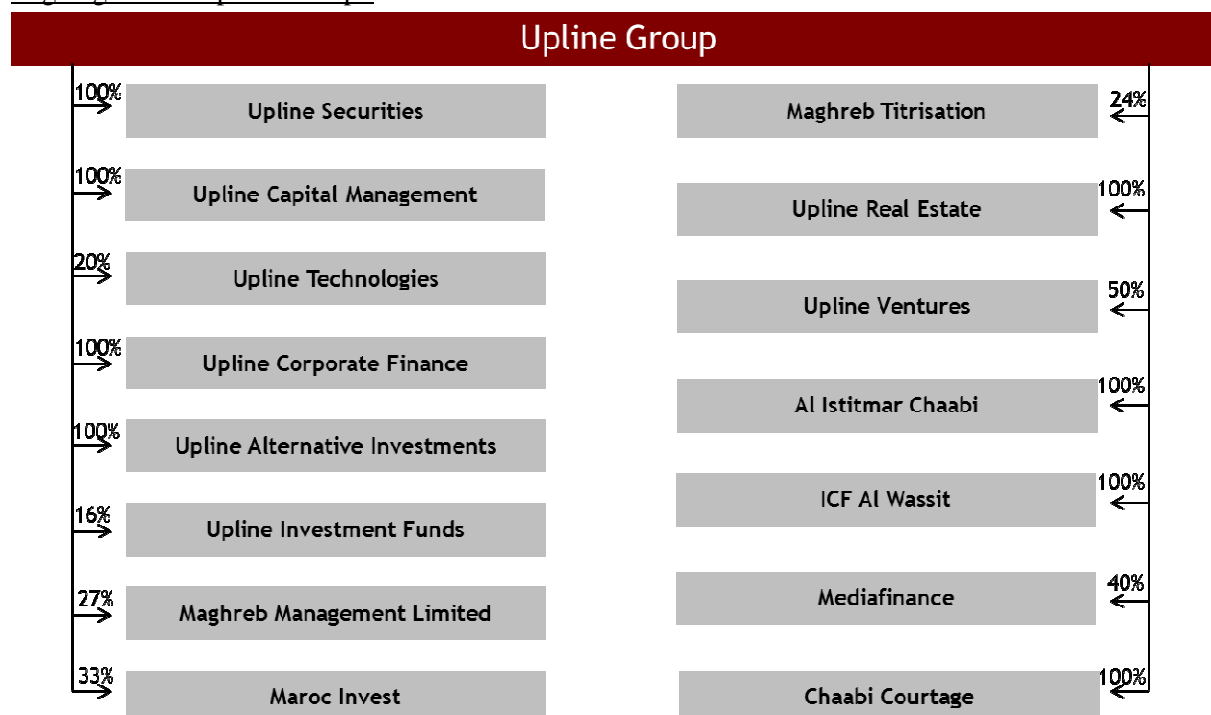 Upline Group
100%
Upline Securities
100%
Upline Capital Management
20%
Upline Technologies
100%
Upline Corporate Finance
100%
Upline Alternative Investments
16%
Upline Investment Funds
27%
Maghreb Management Limited
33%
Maroc Invest
24%
Maghreb Titrisation
100%
Upline Real Estate
50%
Upline Ventures
100%
Al Istitmar Chaabi
100%
ICF Al Wassit
40%
Mediafinance
100%
Chaabi Courtage